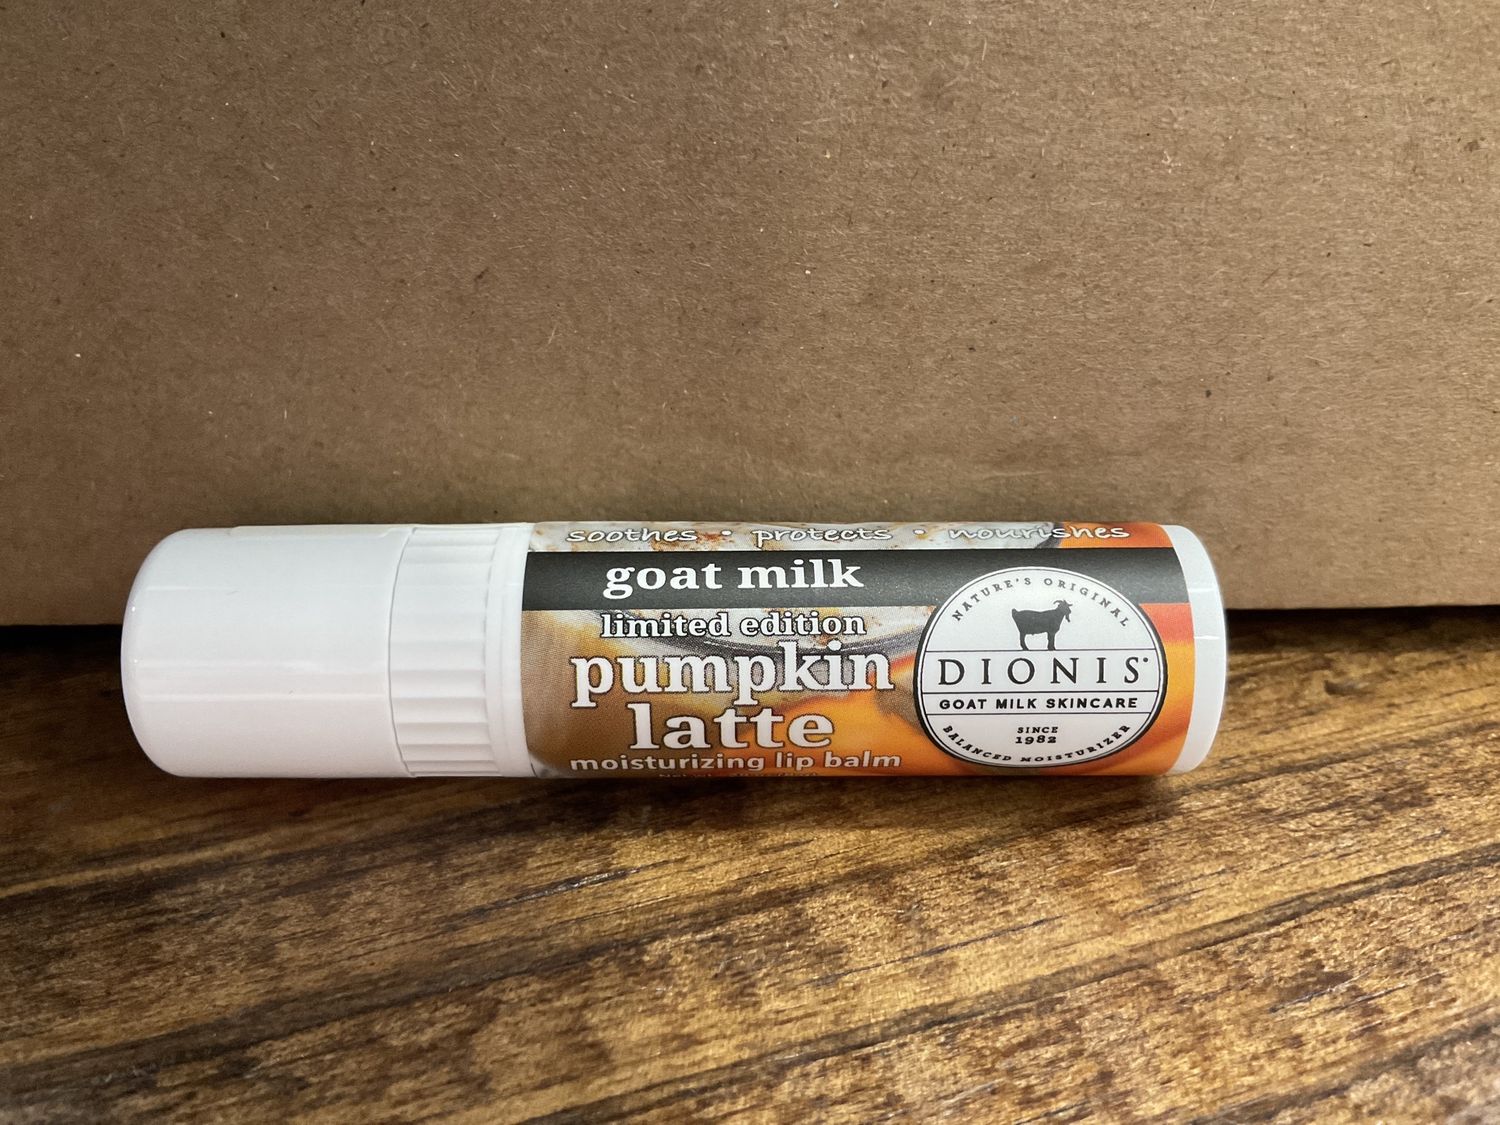 soothes • protects • nourishes
goat milk
limited edition
pumpkin
latte
moisturizing lip balm
NATURE'S ORIGINAL
DIONIS
GOAT MILK SKINCARE
SINCE
1982
BALANCED MOISTURIZER